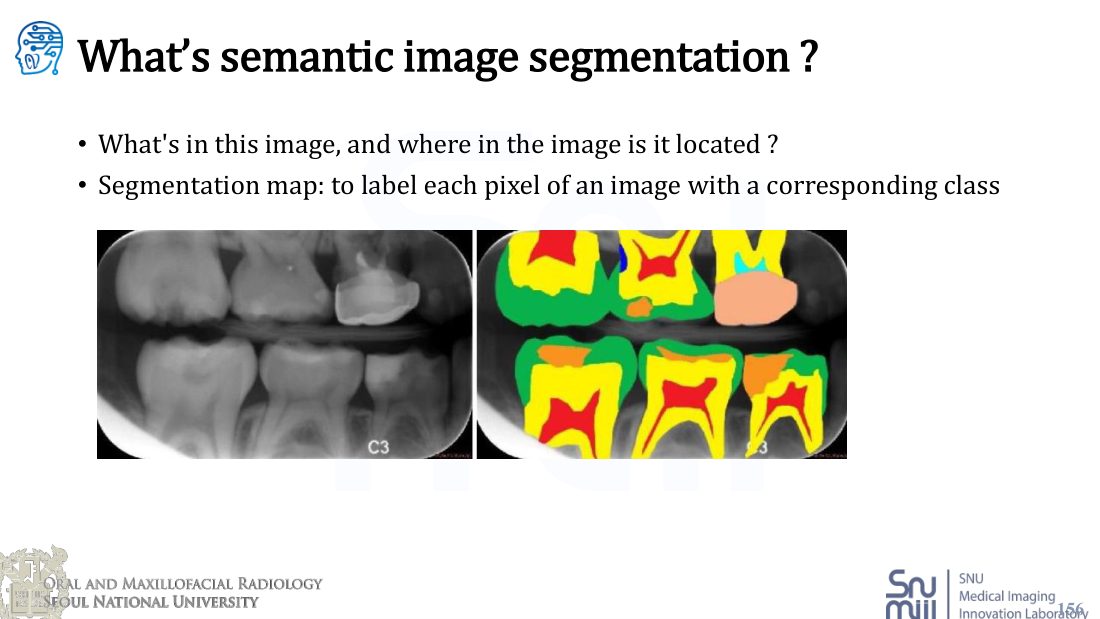 What’s semantic image segmentation ?
• What's in this image, and where in the image is it located ?
• Segmentation map: to label each pixel of an image with a corresponding class
C3
3
ORAL AND MAXILLOFACIAL RADIOLOGY
SEOUL NATIONAL UNIVERSITY
SNU
Medical Imaging
Innovation Laboratory
156